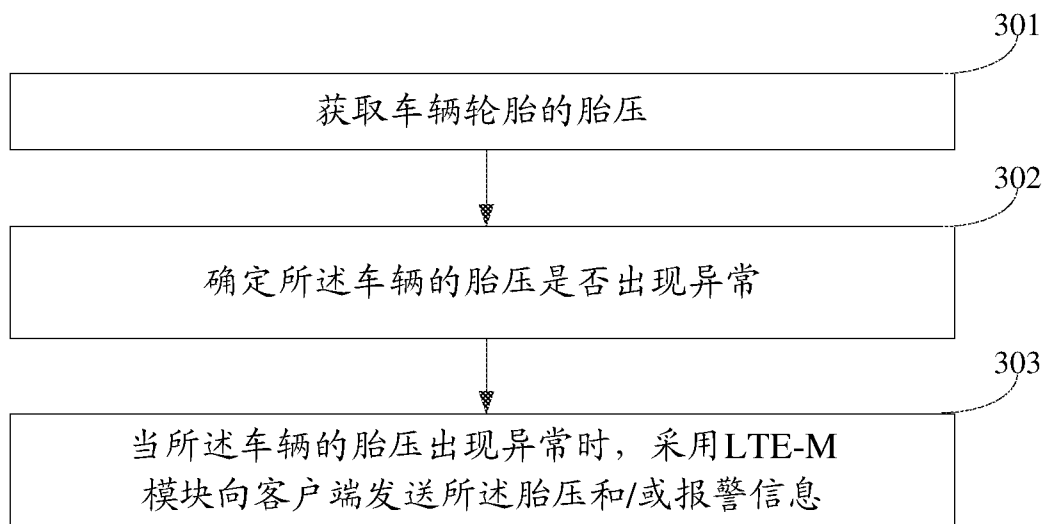 301
获取车辆轮胎的胎压
302
确定所述车辆的胎压是否出现异常
303
当所述车辆的胎压出现异常时，采用LTE-M
模块向客户端发送所述胎压和/或报警信息